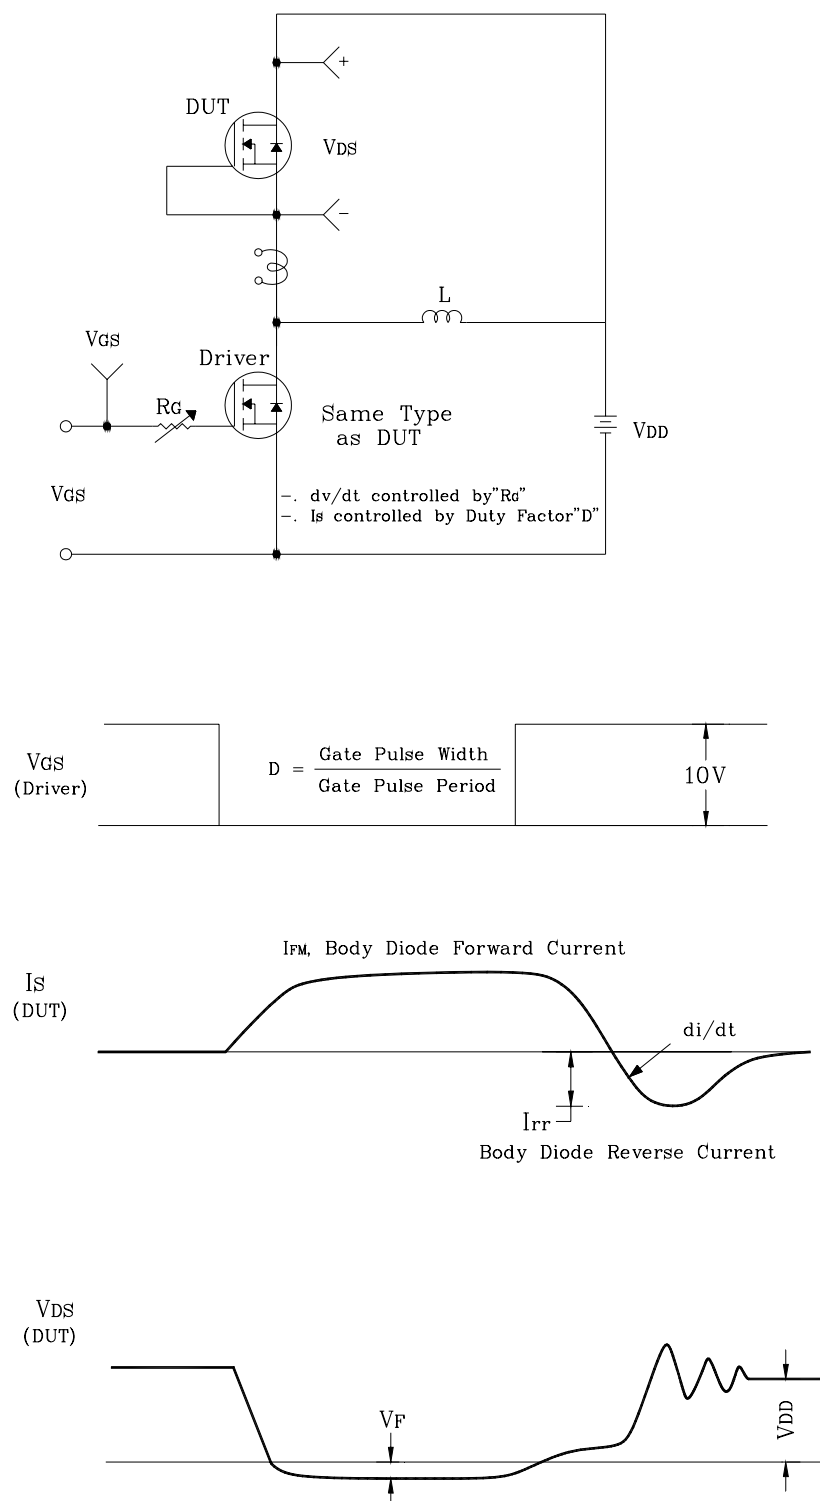 +
DUT
VDS
−
L
VGS
Driver
RG
Same Type
as DUT
VDD
VGS
−. dv/dt controlled by"RG"
−. Is controlled by Duty Factor"D"
VGS
(Driver)
D = Gate Pulse Width
Gate Pulse Period
10V
IFM, Body Diode Forward Current
IS
(DUT)
di/dt
Irr
Body Diode Reverse Current
VDS
(DUT)
VF
VDD